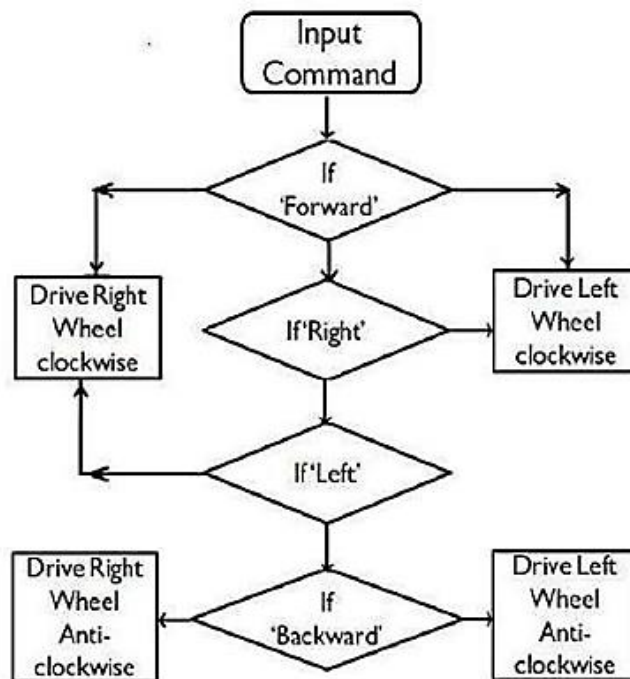 Input
Command
If
‘Forward’
Drive Right
Wheel
clockwise
If ‘Right’
Drive Left
Wheel
clockwise
If ‘Left’
Drive Right
Wheel
Anti-
clockwise
If
‘Backward’
Drive Left
Wheel
Anti-
clockwise